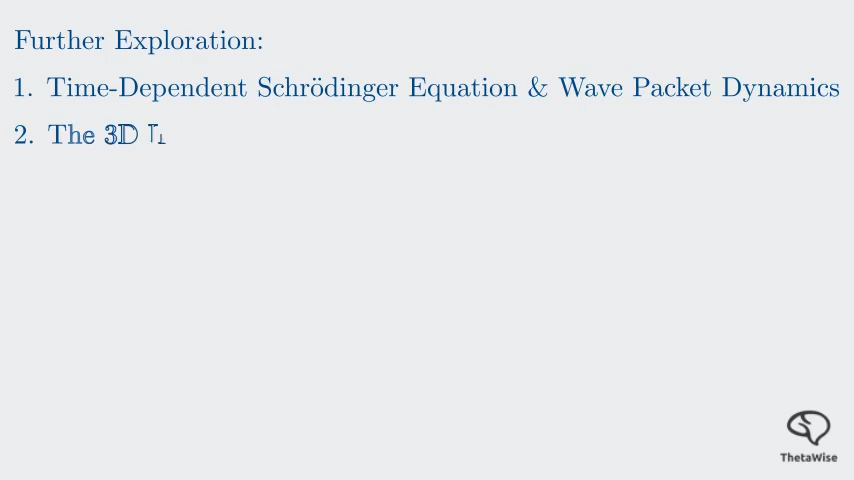 Further Exploration:
1. Time-Dependent Schrödinger Equation & Wave Packet Dynamics
2. The 3D
ThetaWise